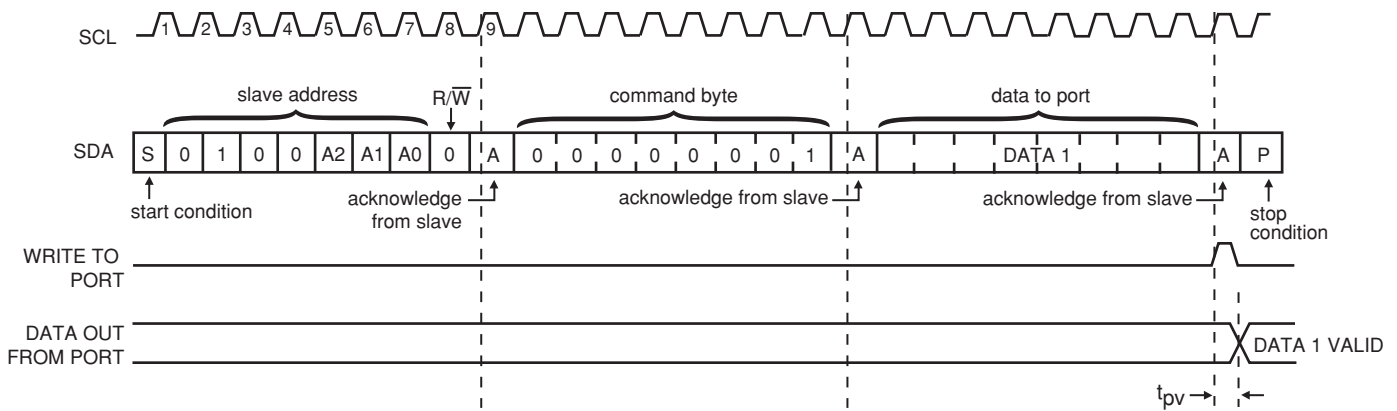 SCL 1 2 3 4 5 6 7 8 9
slave address R/W̅ command byte data to port
SDA S 0 1 0 0 A2 A1 A0 0 A 0 0 0 0 0 0 0 1 A DATA 1 A P
start condition
acknowledge
from slave
acknowledge from slave
acknowledge from slave
stop
condition
WRITE TO
PORT
DATA OUT
FROM PORT
DATA 1 VALID
tpv